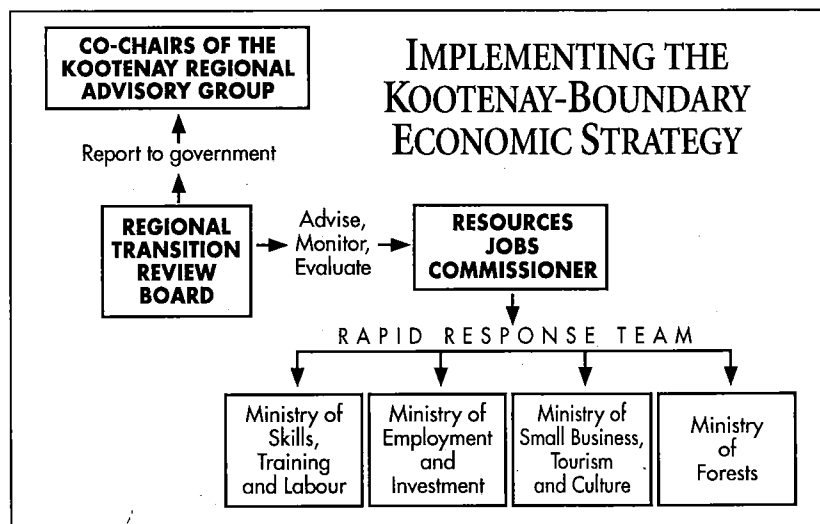 CO-CHAIRS OF THE
KOOTENAY REGIONAL
ADVISORY GROUP
IMPLEMENTING THE
KOOTENAY-BOUNDARY
ECONOMIC STRATEGY
Report to government
REGIONAL
TRANSITION
REVIEW
BOARD
Advise,
Monitor,
Evaluate
RESOURCES
JOBS
COMMISSIONER
RAPID RESPONSE TEAM
Ministry of
Skills,
Training
and Labour
Ministry of
Employment
and
Investment
Ministry of
Small Business,
Tourism
and Culture
Ministry
of
Forests